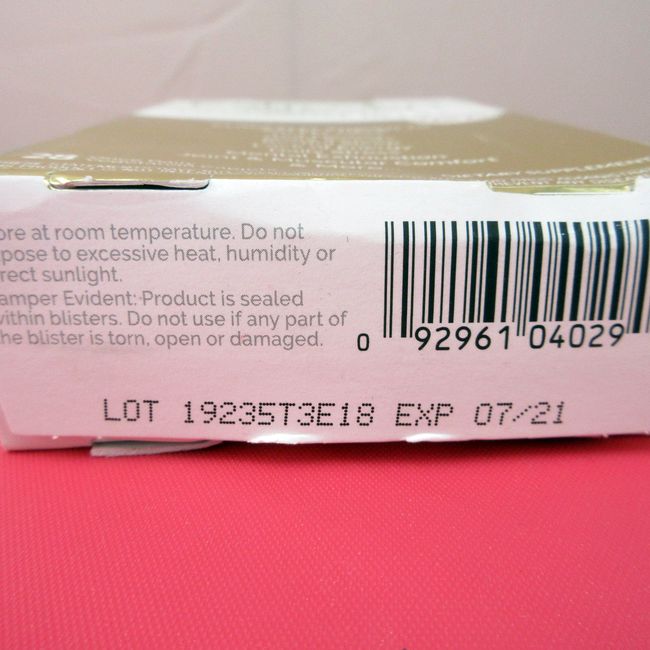 DIETARY SUPPLEMENT
ore at room temperature. Do not
pose to excessive heat, humidity or
rect sunlight.
amper Evident: Product is sealed
within blisters. Do not use if any part of
he blister is torn, open or damaged.
0 92961 04029
LOT 19235T3E18 EXP 07/21